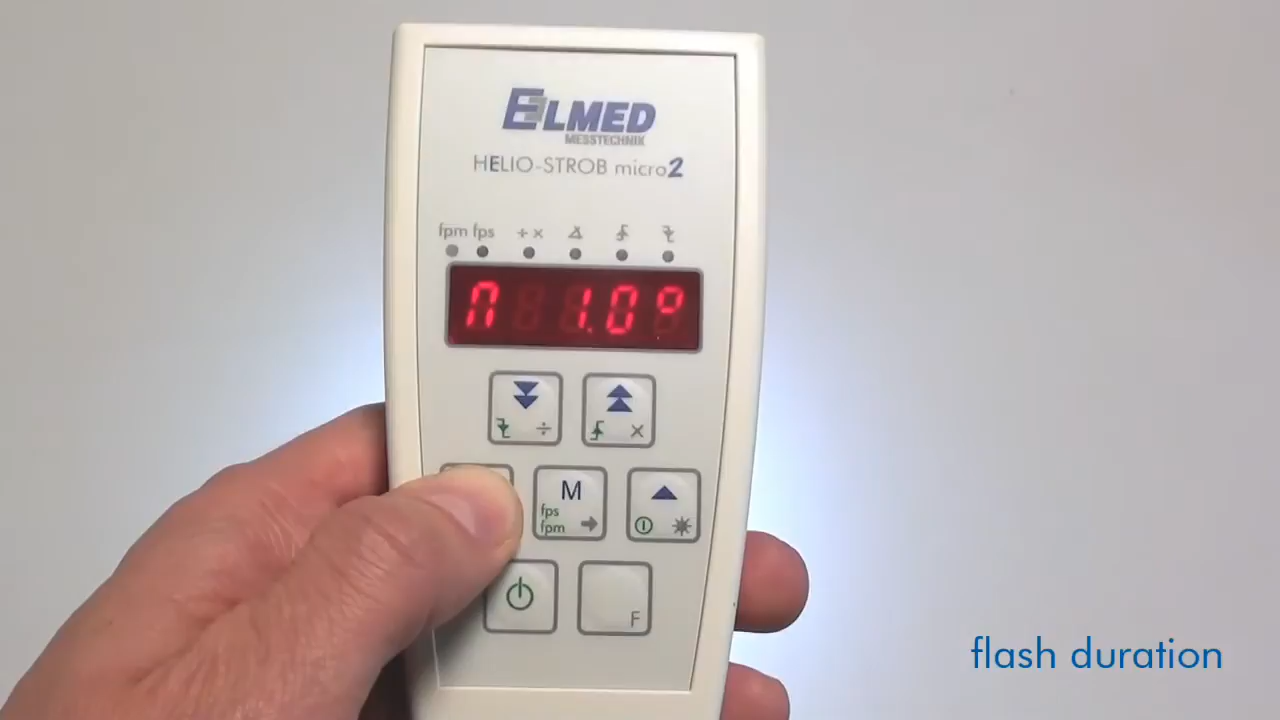 ELMED
MESSTECHNIK
HELIO-STROB micro2
fpm fps ÷ ×
П 1.0°
÷ ×
M
fps
fpm
F
flash duration